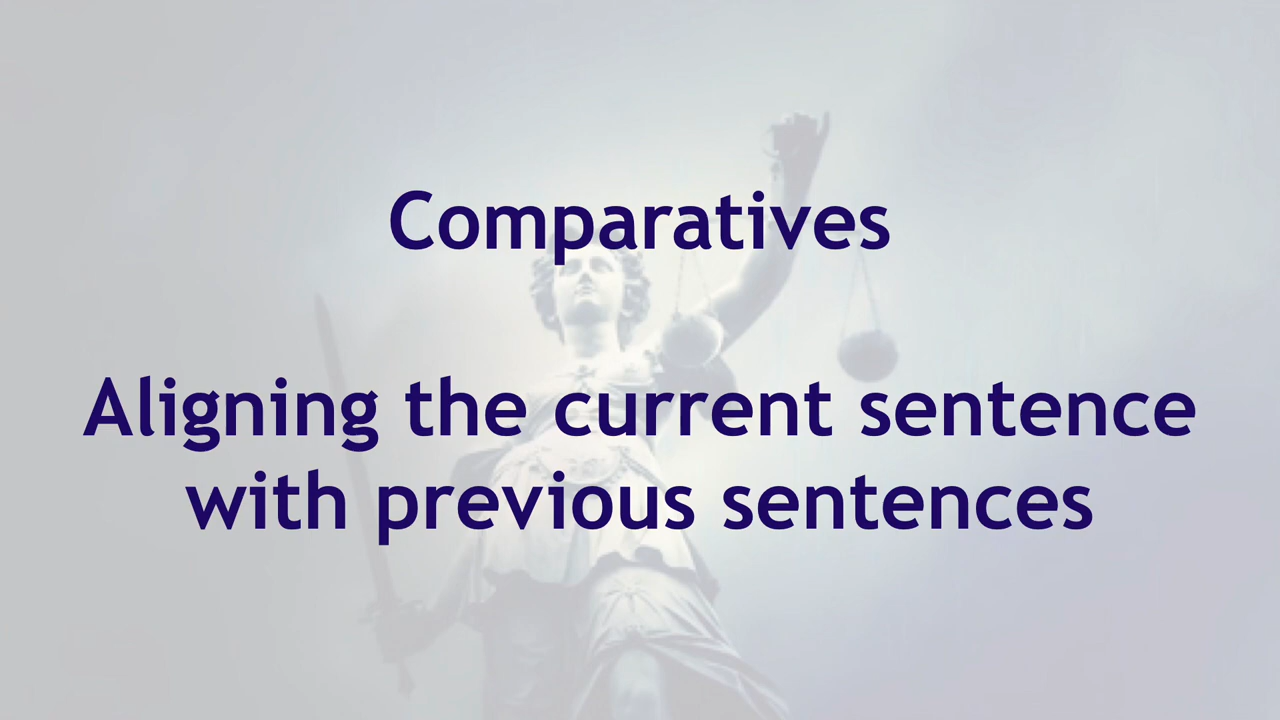 Comparatives
Aligning the current sentence
with previous sentences